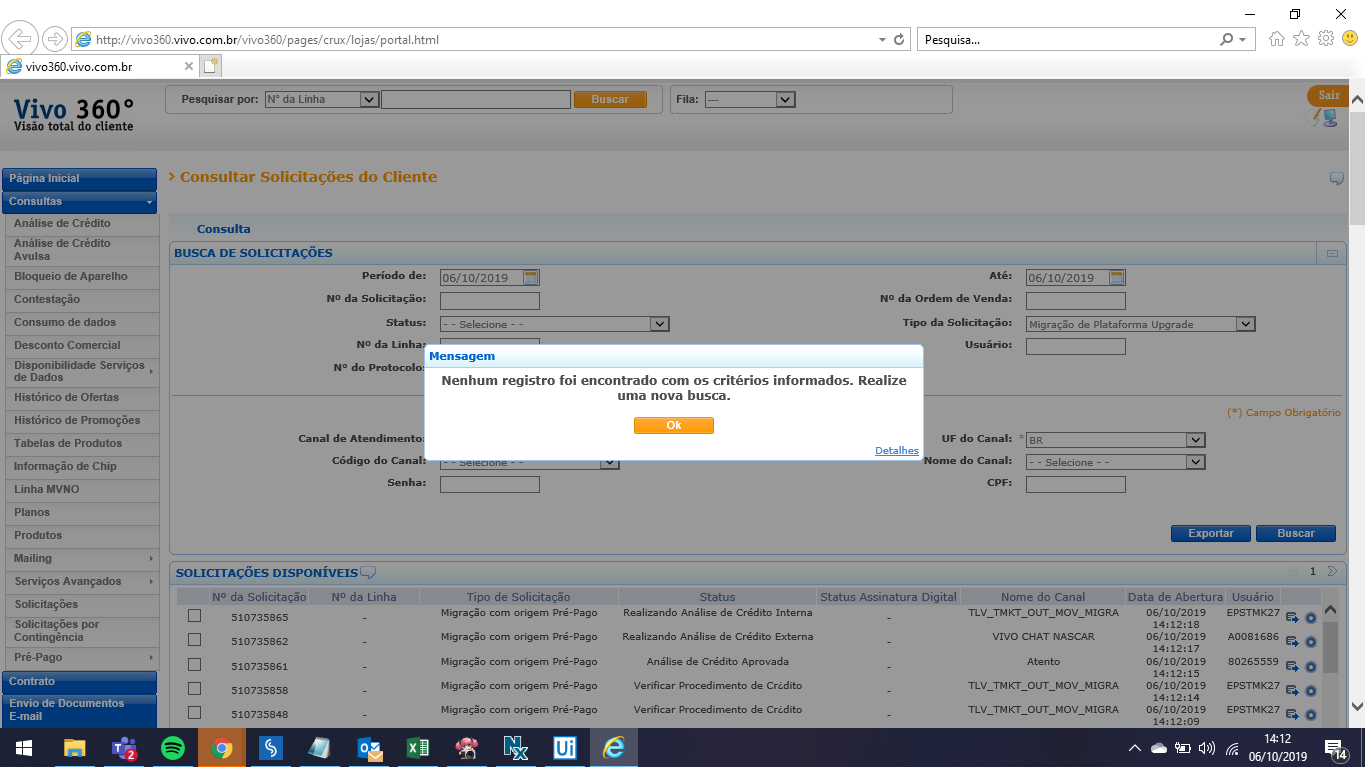 http://vivo360.vivo.com.br/vivo360/pages/crux/lojas/portal.html
Pesquisa...
vivo360.vivo.com.br
Vivo 360°
Visão total do cliente
Pesquisar por: N° da Linha Buscar Fila: ---
Sair
Página Inicial
Consultas
Análise de Crédito
Análise de Crédito
Avulsa
Bloqueio de Aparelho
Contestação
Consumo de dados
Desconto Comercial
Disponibilidade Serviços
de Dados
Histórico de Ofertas
Histórico de Promoções
Tabelas de Produtos
Informação de Chip
Linha MVNO
Planos
Produtos
Mailing
Serviços Avançados
Solicitações
Solicitações por
Contingência
Pré-Pago
Contrato
Envio de Documentos
E-mail
Consultar Solicitações do Cliente
Consulta
BUSCA DE SOLICITAÇÕES
Período de: 06/10/2019 Até: 06/10/2019
Nº da Solicitação: Nº da Ordem de Venda:
Status: - - Selecione - - Tipo da Solicitação: Migração de Plataforma Upgrade
Nº da Linha: Usuário:
N° do Protocolo:
Mensagem
Nenhum registro foi encontrado com os critérios informados. Realize
uma nova busca.
Ok
Detalhes
(*) Campo Obrigatório
Canal de Atendimento: UF do Canal: * BR
Código do Canal: - - Selecione - - Nome do Canal: - - Selecione - -
Senha: CPF:
Exportar Buscar
SOLICITAÇÕES DISPONÍVEIS 1
Nº da Solicitação Nº da Linha Tipo de Solicitação Status Status Assinatura Digital Nome do Canal Data de Abertura Usuário
510735865 - Migração com origem Pré-Pago Realizando Análise de Crédito Interna - TLV_TMKT_OUT_MOV_MIGRA 06/10/2019 14:12:18 EPSTMK27
510735862 - Migração com origem Pré-Pago Realizando Análise de Crédito Externa - VIVO CHAT NASCAR 06/10/2019 14:12:17 A0081686
510735861 - Migração com origem Pré-Pago Análise de Crédito Aprovada - Atento 06/10/2019 14:12:15 80265559
510735858 - Migração com origem Pré-Pago Verificar Procedimento de Cr¿dito - TLV_TMKT_OUT_MOV_MIGRA 06/10/2019 14:12:14 EPSTMK27
510735848 - Migração com origem Pré-Pago Verificar Procedimento de Cr¿dito - TLV_TMKT_OUT_MOV_MIGRA 06/10/2019 14:12:09 EPSTMK27
2
Ui
14:12
06/10/2019
14